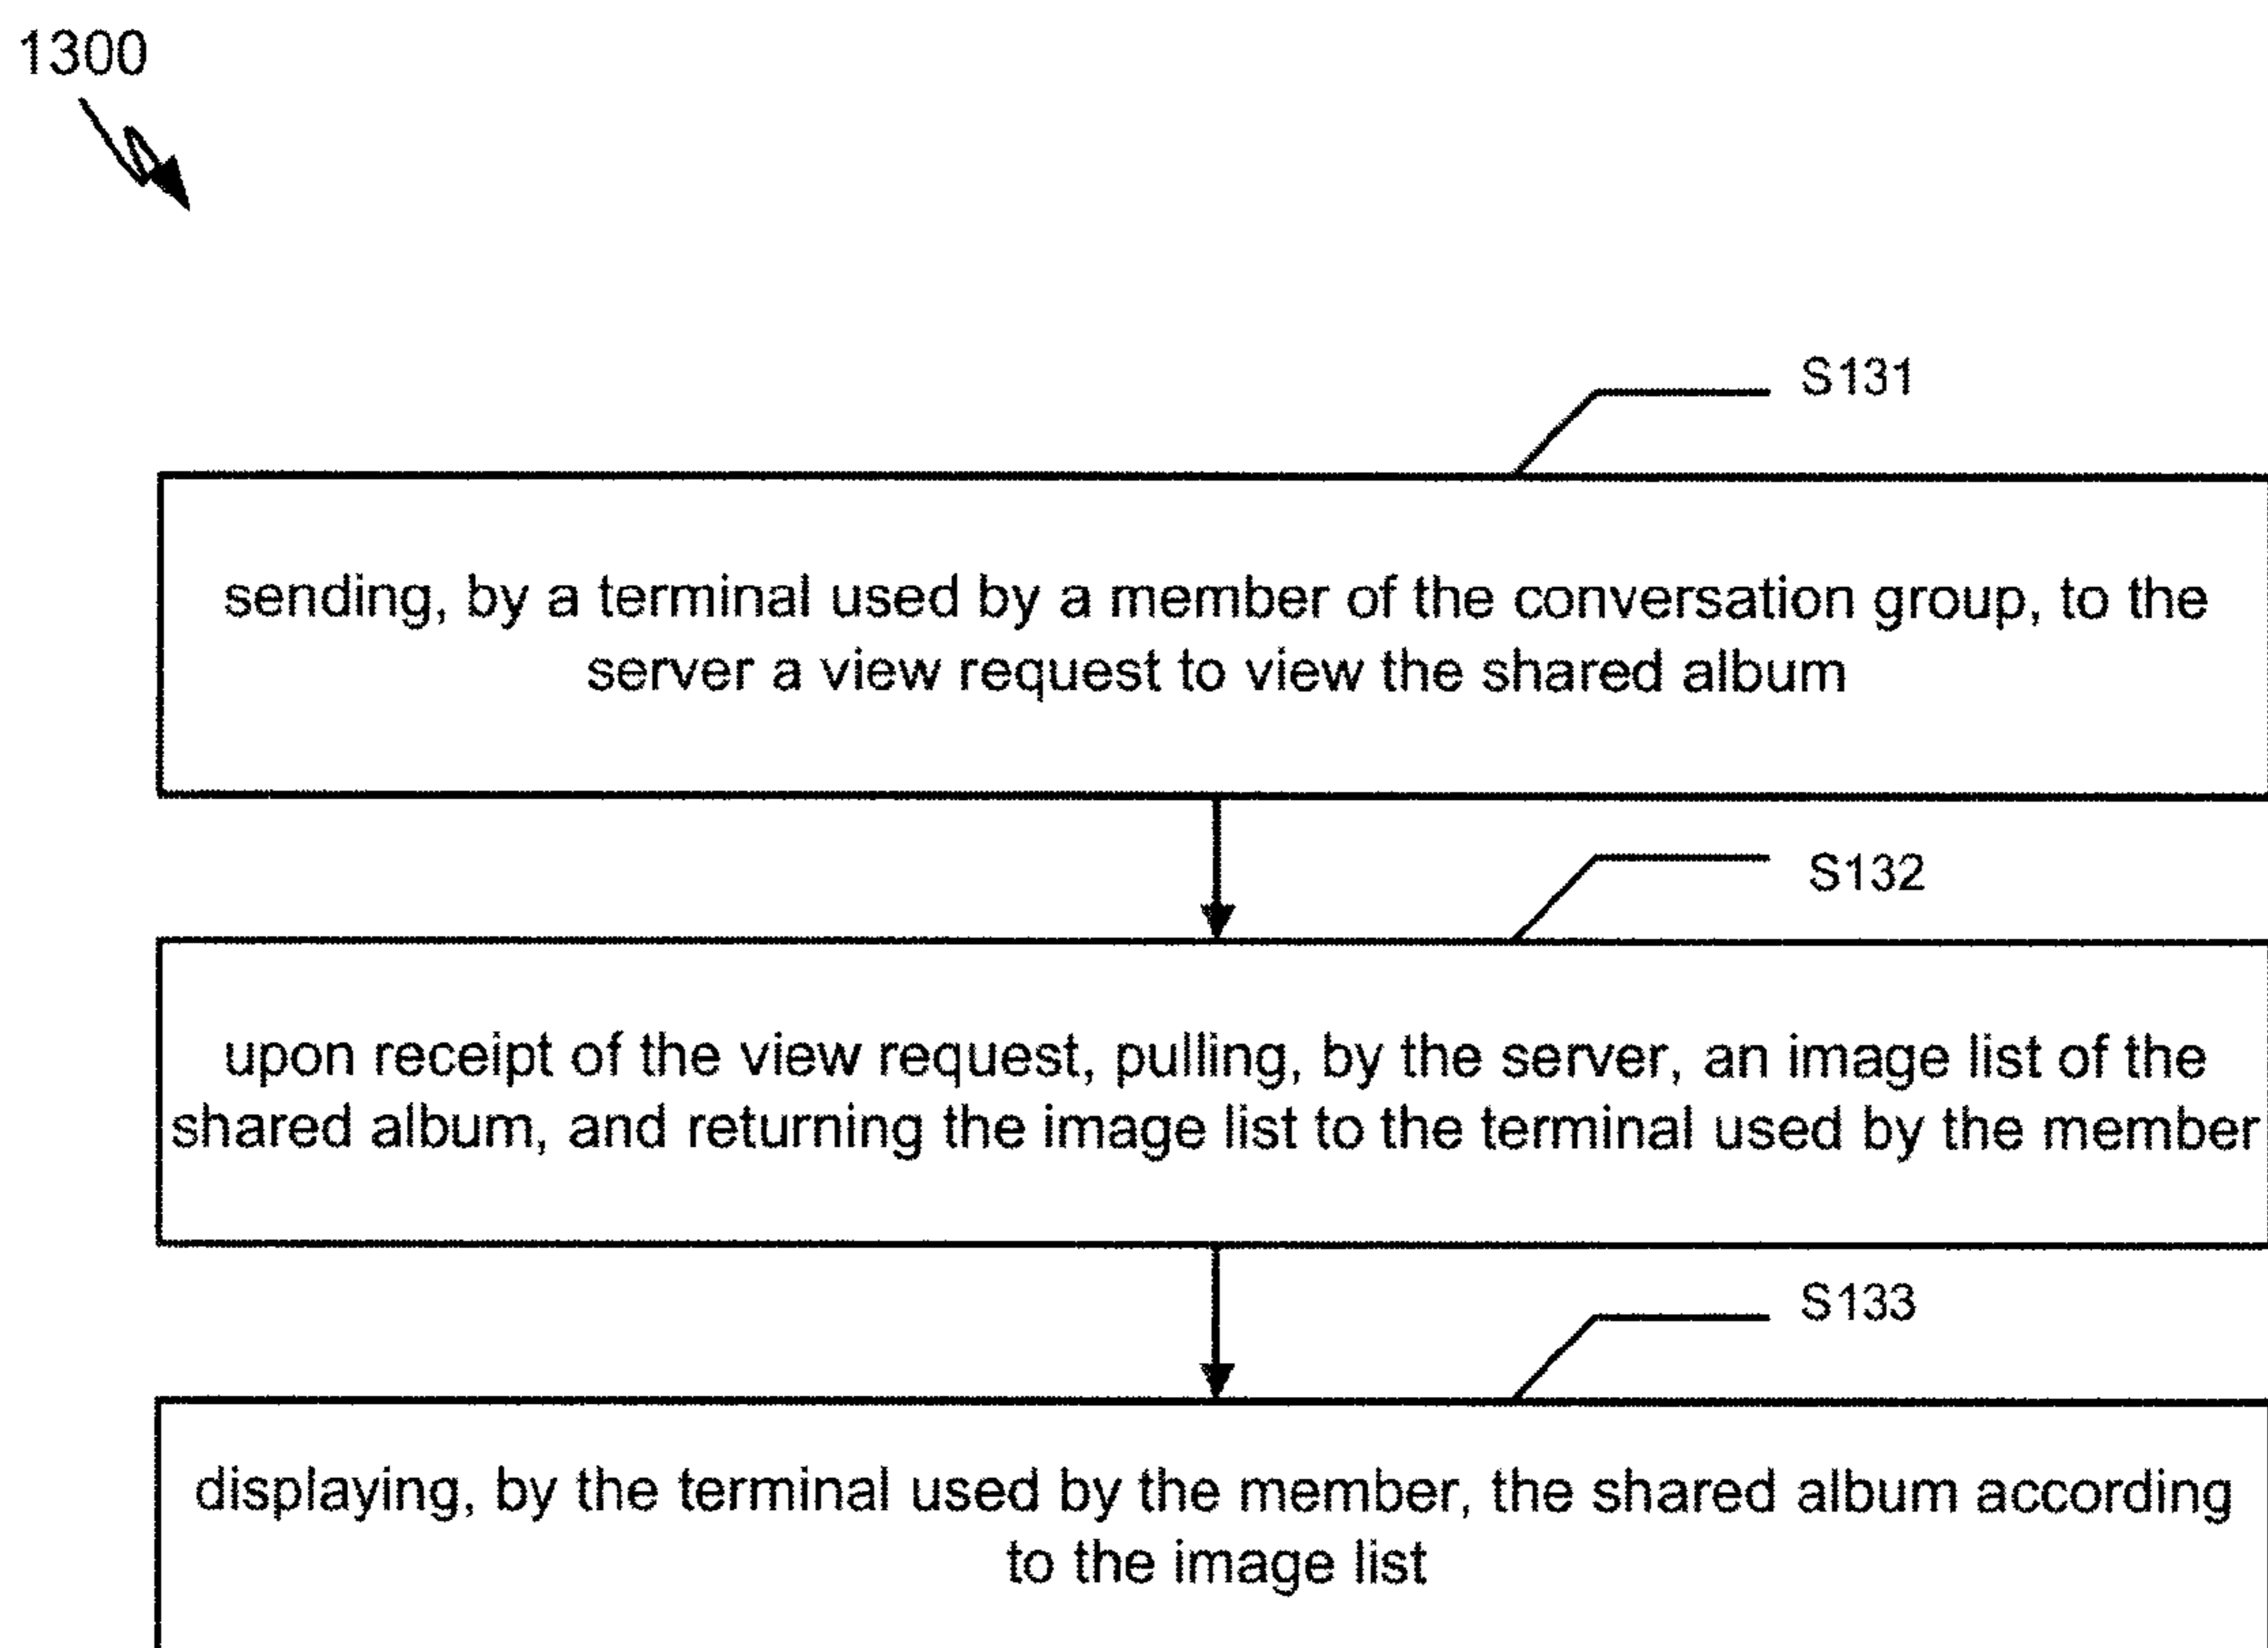 1300
S131
sending, by a terminal used by a member of the conversation group, to the
server a view request to view the shared album
S132
upon receipt of the view request, pulling, by the server, an image list of the
shared album, and returning the image list to the terminal used by the member
S133
displaying, by the terminal used by the member, the shared album according
to the image list